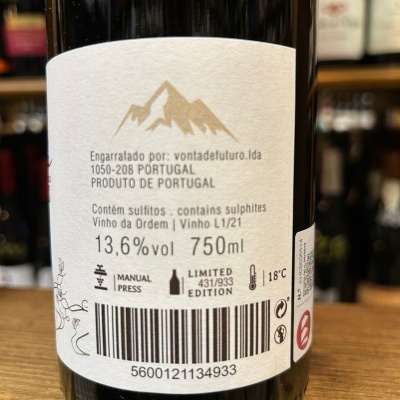 Engarrafado por: vontadefuturo.lda
1050-208 PORTUGAL
PRODUTO DE PORTUGAL
Contém sulfitos . contains sulphites
Vinho da Ordem | Vinho L1/21
13,6%vol 750ml
MANUAL
PRESS
LIMITED
431/933
EDITION
18°C
5600121134933